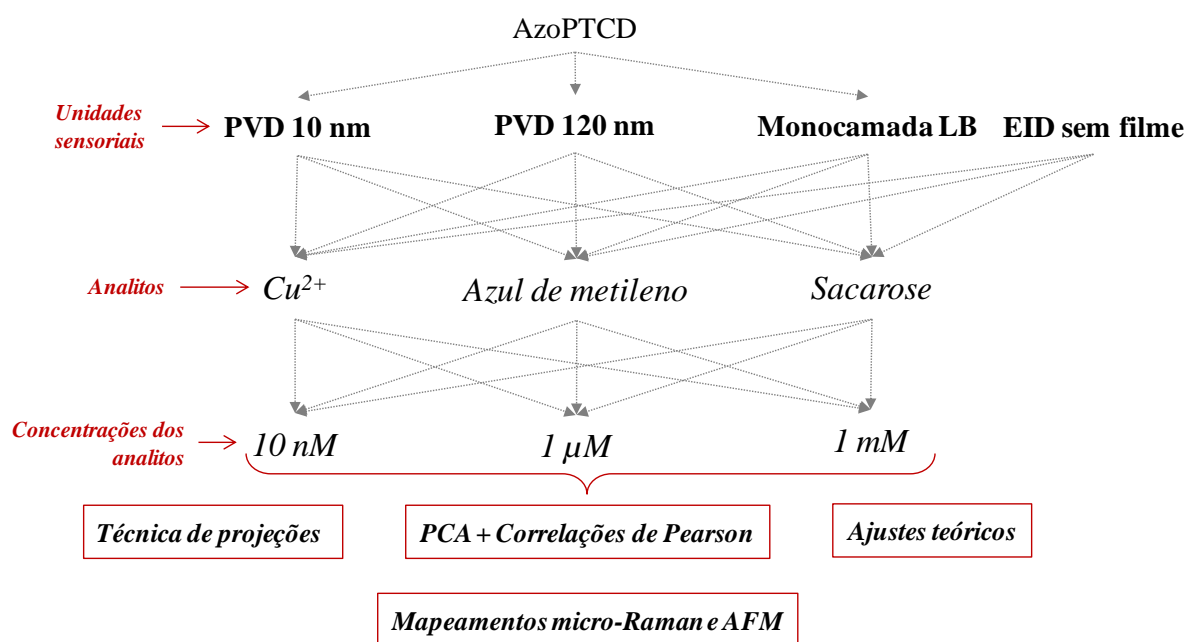 AzoPTCD
Unidades
sensoriais
PVD 10 nm
PVD 120 nm
Monocamada LB
EID sem filme
Analitos
Cu²⁺
Azul de metileno
Sacarose
Concentrações dos
analitos
10 nM
1 µM
1 mM
Técnica de projeções
PCA + Correlações de Pearson
Ajustes teóricos
Mapeamentos micro-Raman e AFM